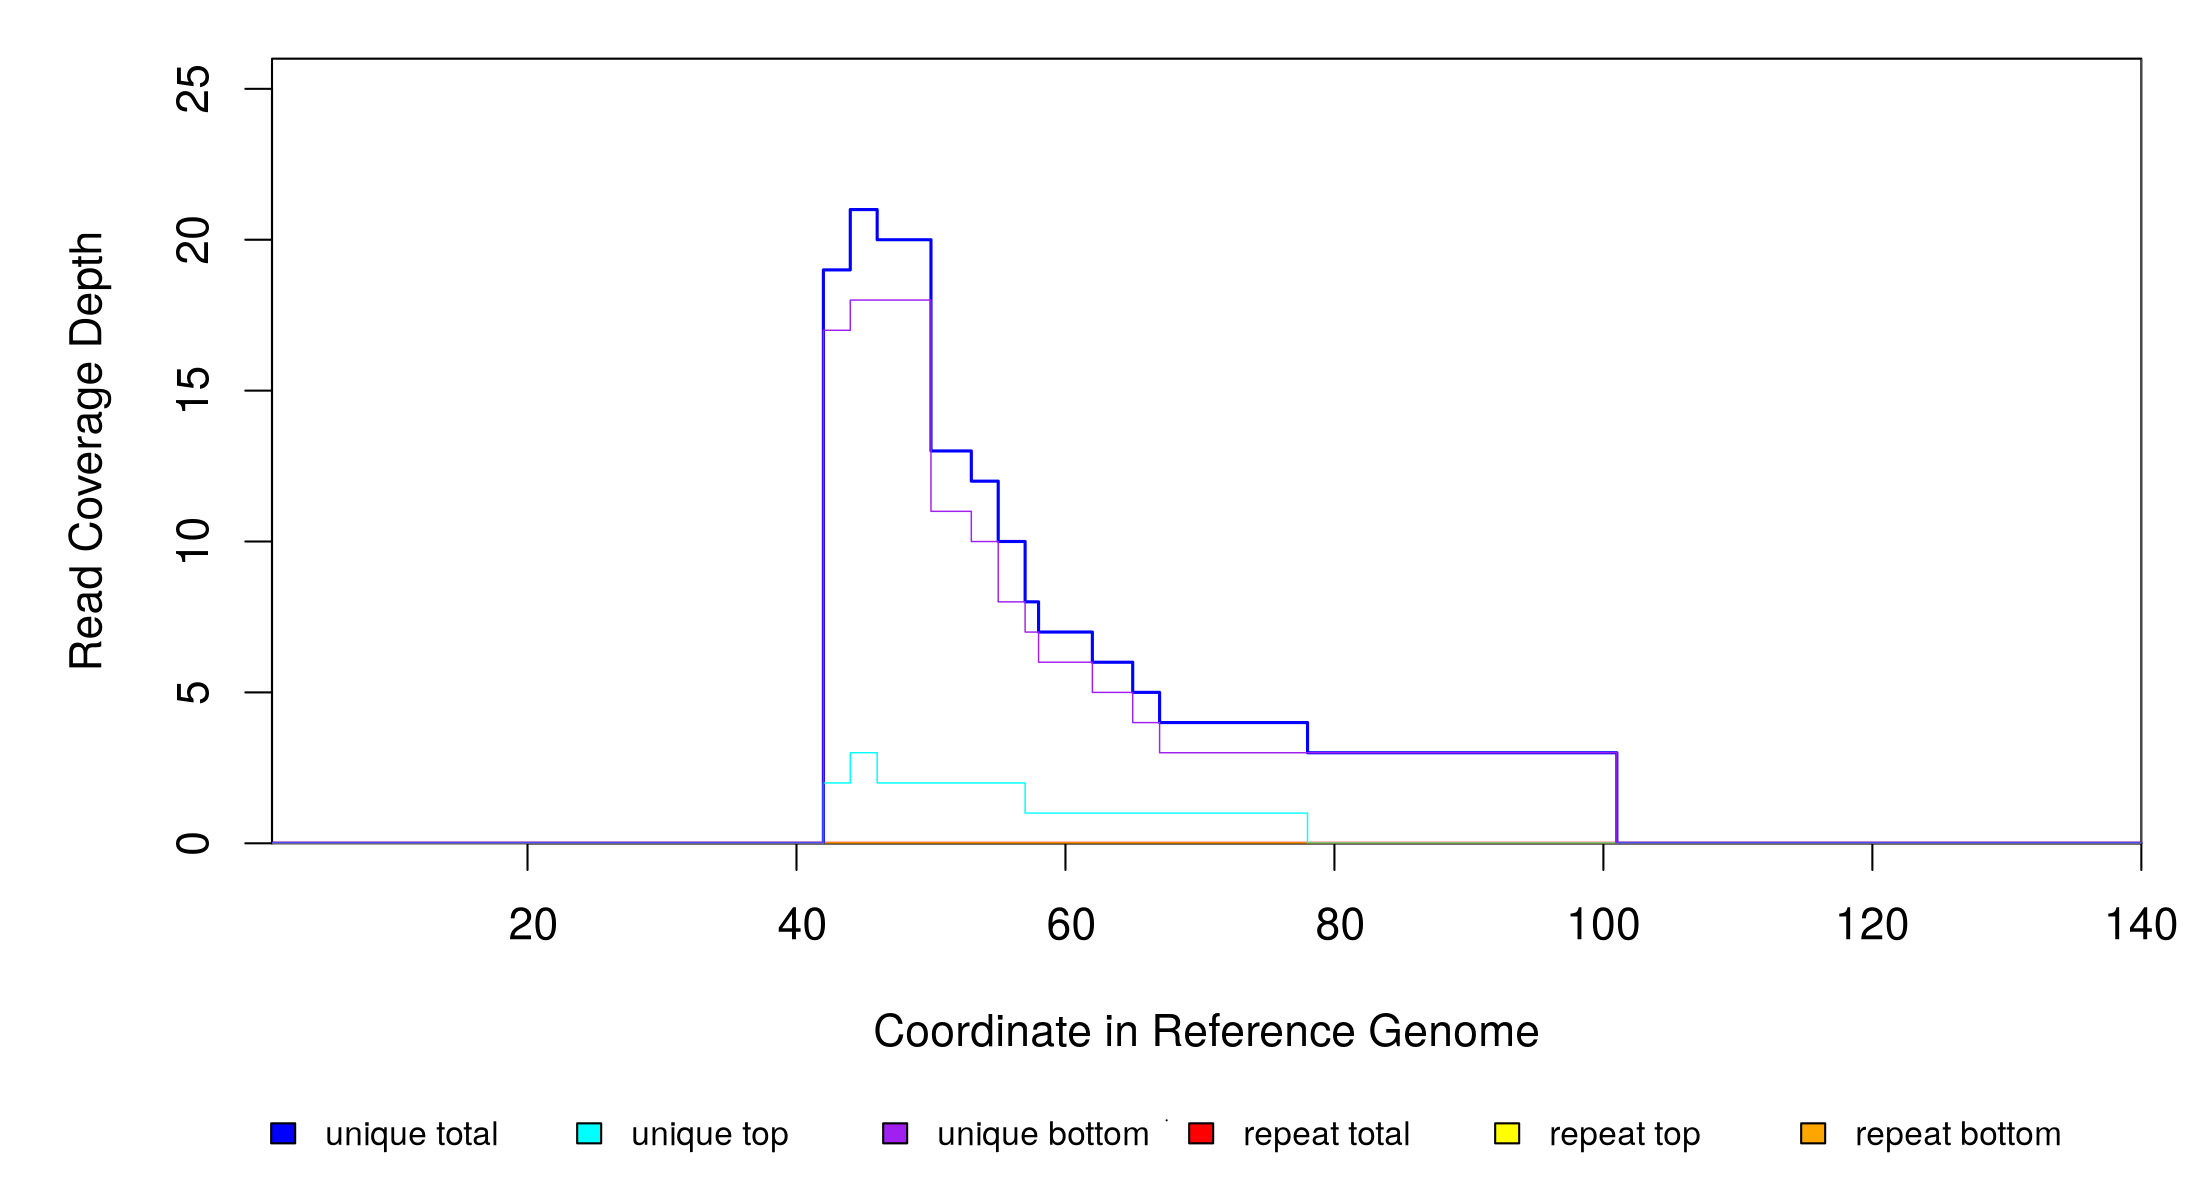 25
20
15
10
5
0
Read Coverage Depth
20 40 60 80 100 120 140
Coordinate in Reference Genome
unique total unique top unique bottom repeat total repeat top repeat bottom